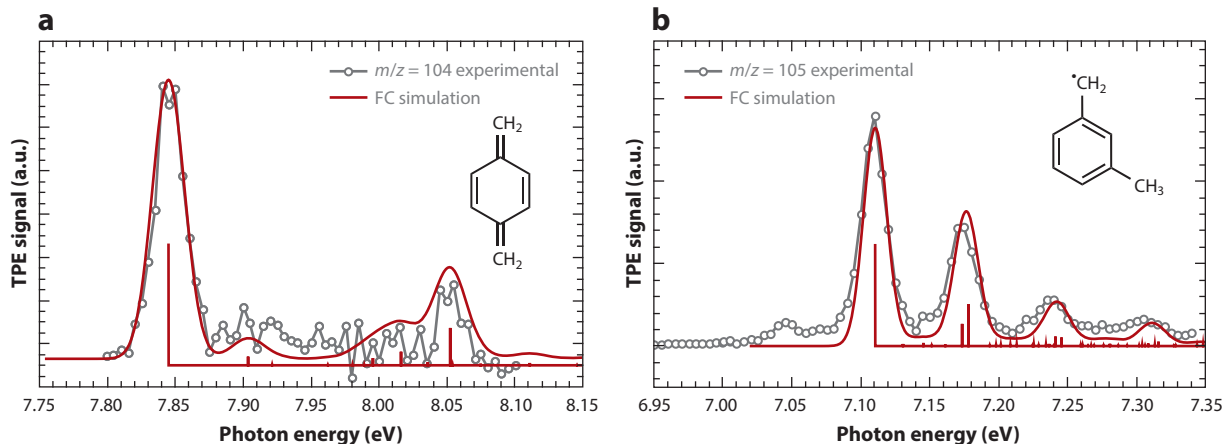 a
TPE signal (a.u.)
m/z = 104 experimental
FC simulation
CH2
CH2
7.75 7.80 7.85 7.90 7.95 8.00 8.05 8.10 8.15
Photon energy (eV)
b
TPE signal (a.u.)
m/z = 105 experimental
FC simulation
•CH2
CH3
6.95 7.00 7.05 7.10 7.15 7.20 7.25 7.30 7.35
Photon energy (eV)